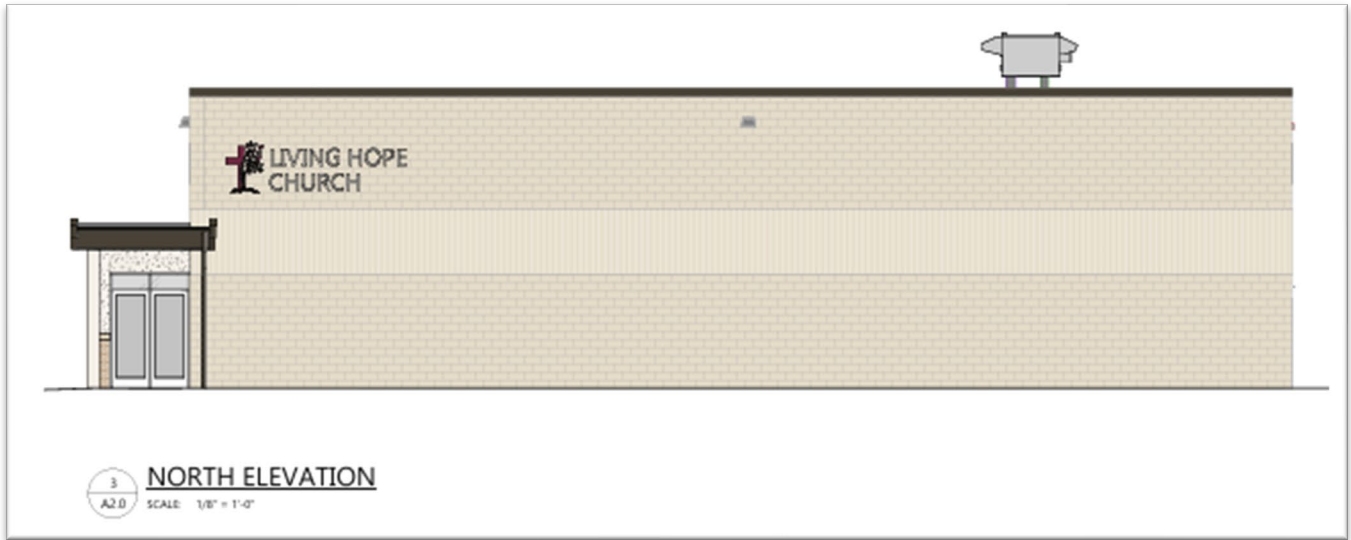 LIVING HOPE
CHURCH
3
A2.0
NORTH ELEVATION
SCALE: 1/8" = 1'-0"